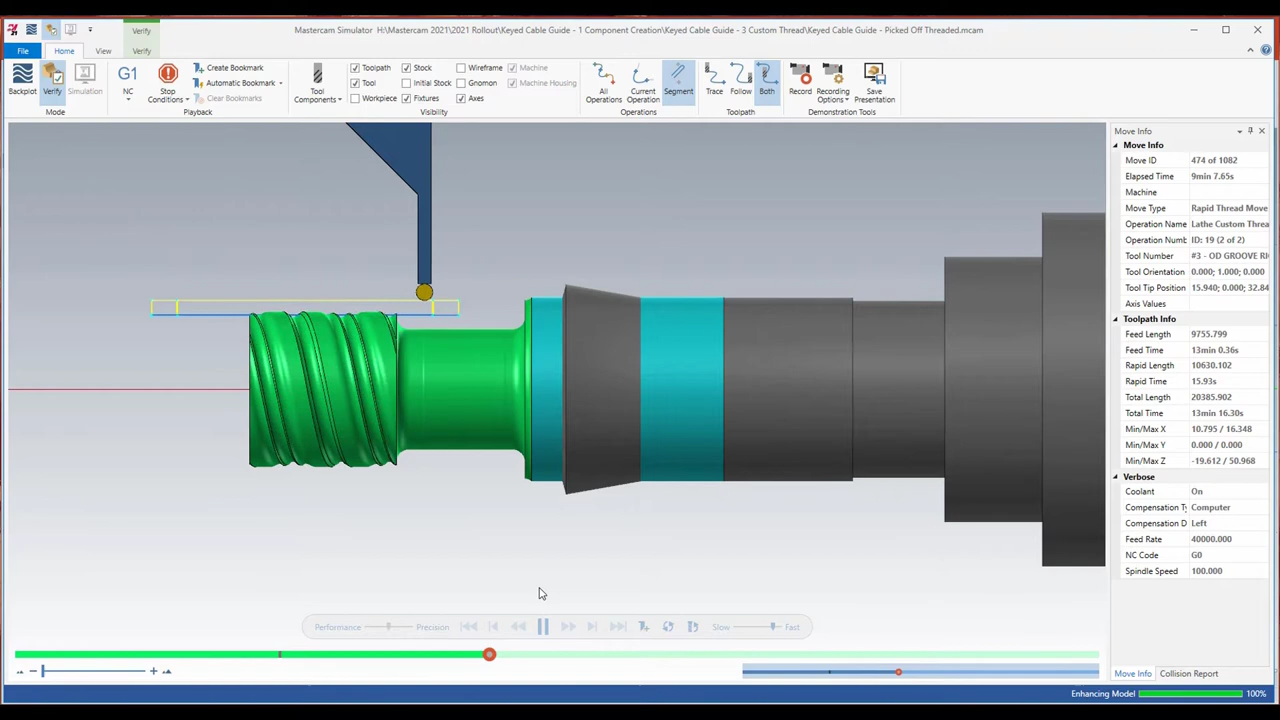 Verify
Mastercam Simulator H:\Mastercam 2021\2021 Rollout\Keyed Cable Guide - 1 Component Creation\Keyed Cable Guide - 3 Custom Thread\Keyed Cable Guide - Picked Off Threaded.mcam
File Home View Verify
Backplot Verify Simulation
Mode
G1 NC
Stop Conditions
Create Bookmark
Automatic Bookmark
Clear Bookmarks
Playback
Tool Components
Toolpath Stock Wireframe Machine
Tool Initial Stock Gnomon Machine Housing
Workpiece Fixtures Axes
Visibility
All Operations
Current Operation
Segment
Operations
Trace Follow Both
Toolpath
Record
Recording Options
Save Presentation
Demonstration Tools
Move Info
Move Info
Move ID 474 of 1082
Elapsed Time 9min 7.65s
Machine
Move Type Rapid Thread Move
Operation Name Lathe Custom Threa
Operation Numb ID: 19 (2 of 2)
Tool Number #3 - OD GROOVE RI
Tool Orientation 0.000; 1.000; 0.000
Tool Tip Position 15.940; 0.000; 32.84
Axis Values
Toolpath Info
Feed Length 9755.799
Feed Time 13min 0.36s
Rapid Length 10630.102
Rapid Time 15.93s
Total Length 20385.902
Total Time 13min 16.30s
Min/Max X 10.795 / 16.348
Min/Max Y 0.000 / 0.000
Min/Max Z -19.612 / 50.968
Verbose
Coolant On
Compensation Ty Computer
Compensation D Left
Feed Rate 40000.000
NC Code G0
Spindle Speed 100.000
Performance Precision Slow Fast
Move Info Collision Report
Enhancing Model 100%